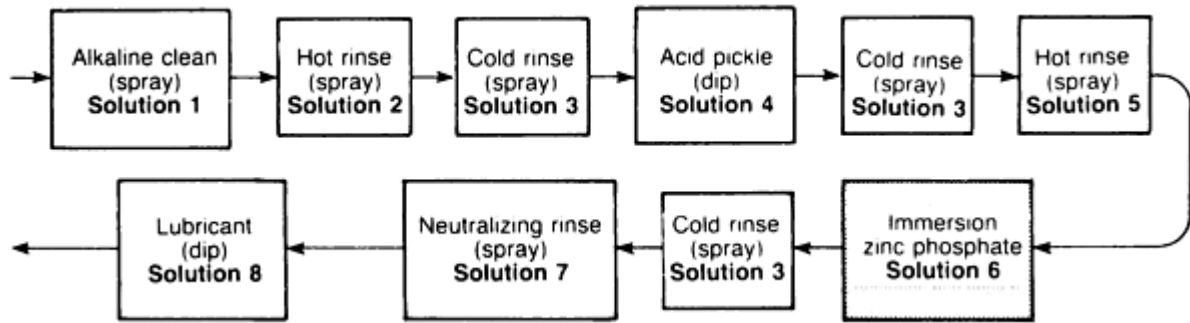 Alkaline clean
(spray)
Solution 1
Hot rinse
(spray)
Solution 2
Cold rinse
(spray)
Solution 3
Acid pickle
(dip)
Solution 4
Cold rinse
(spray)
Solution 3
Hot rinse
(spray)
Solution 5
Immersion
zinc phosphate
Solution 6
Cold rinse
(spray)
Solution 3
Neutralizing rinse
(spray)
Solution 7
Lubricant
(dip)
Solution 8